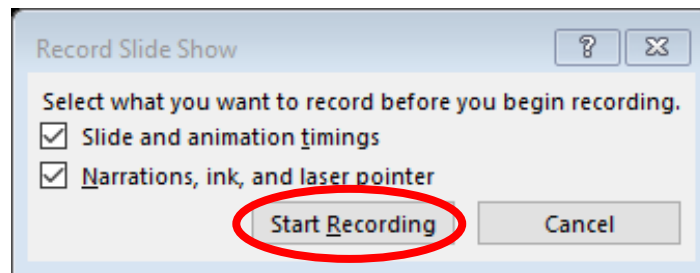 Record Slide Show
Select what you want to record before you begin recording.
Slide and animation timings
Narrations, ink, and laser pointer
Start Recording Cancel